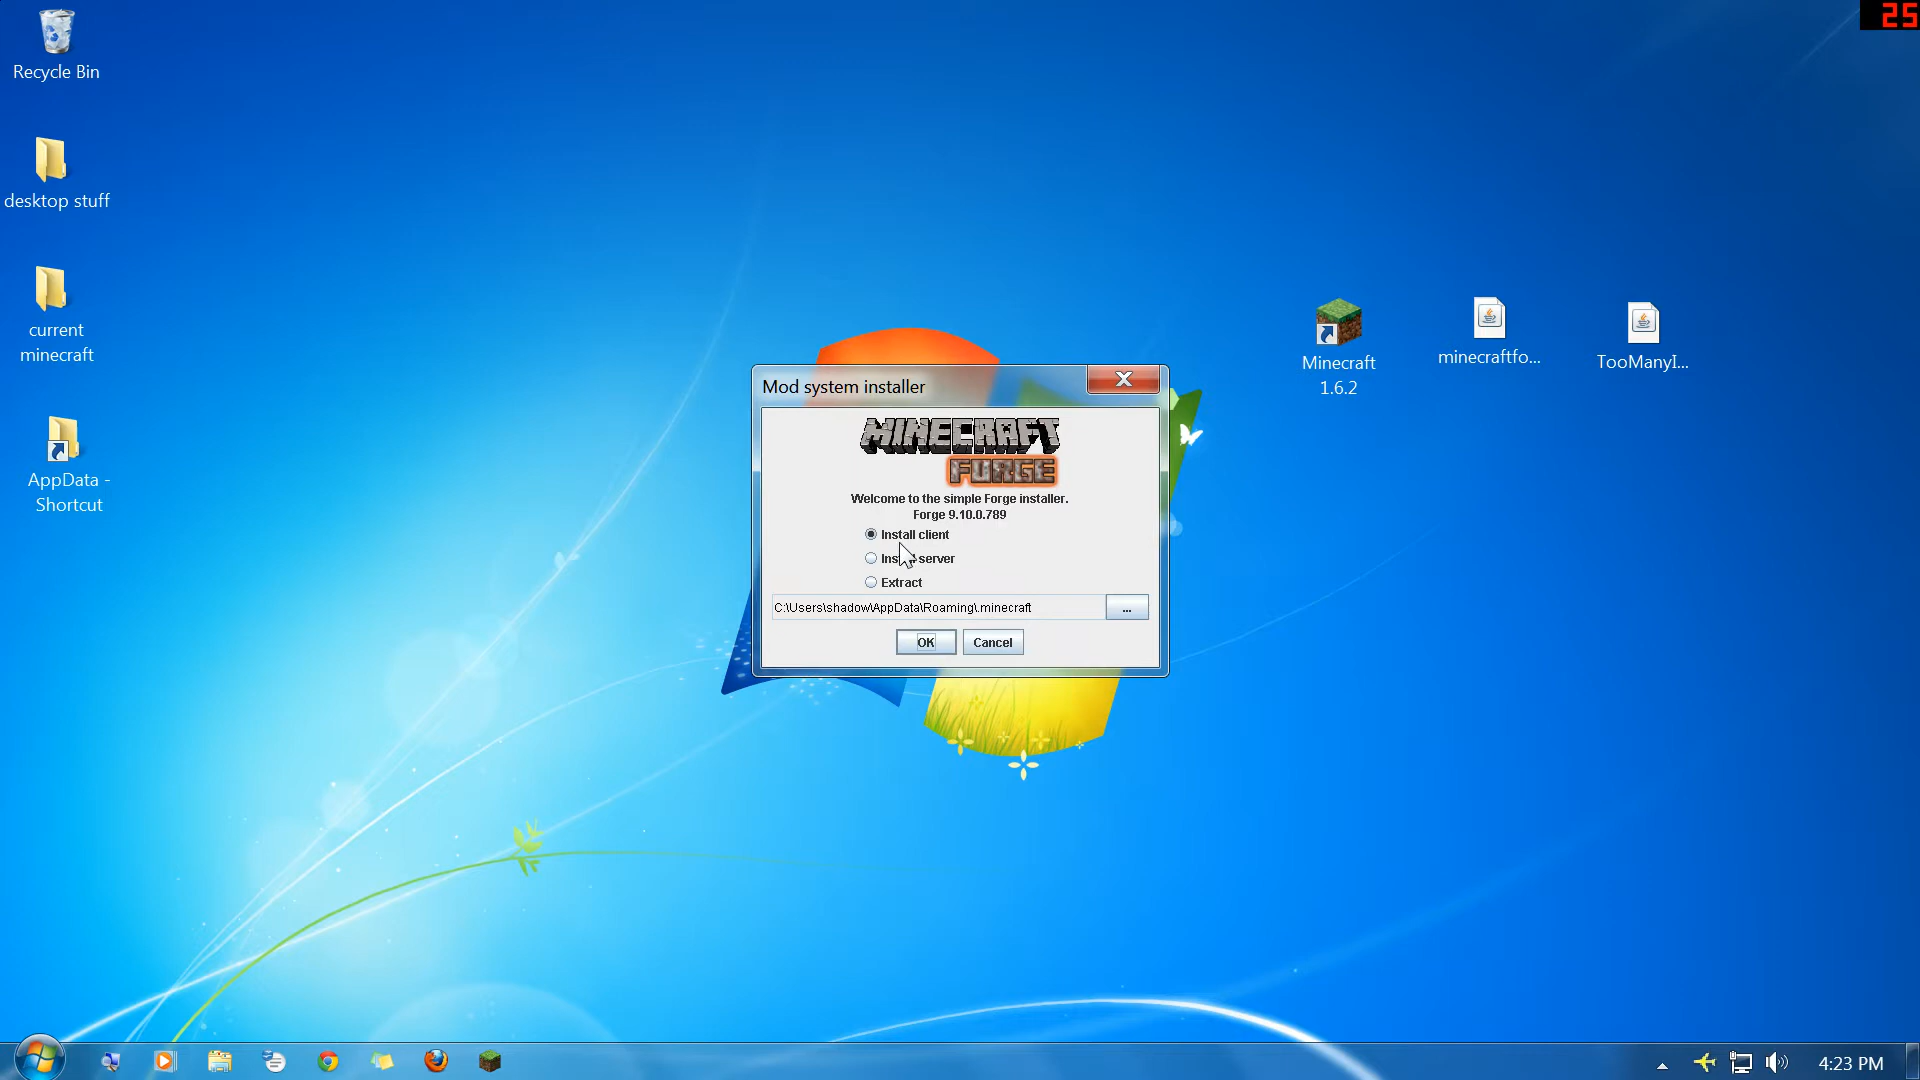 25
Recycle Bin
desktop stuff
current
minecraft
AppData -
Shortcut
Minecraft
1.6.2
minecraftfo...
TooManyI...
Mod system installer
MINECRAFT
FORGE
Welcome to the simple Forge installer.
Forge 9.10.0.789
Install client
server
Extract
C:\Users\shadow\AppData\Roaming\.minecraft
...
OK
Cancel
4:23 PM